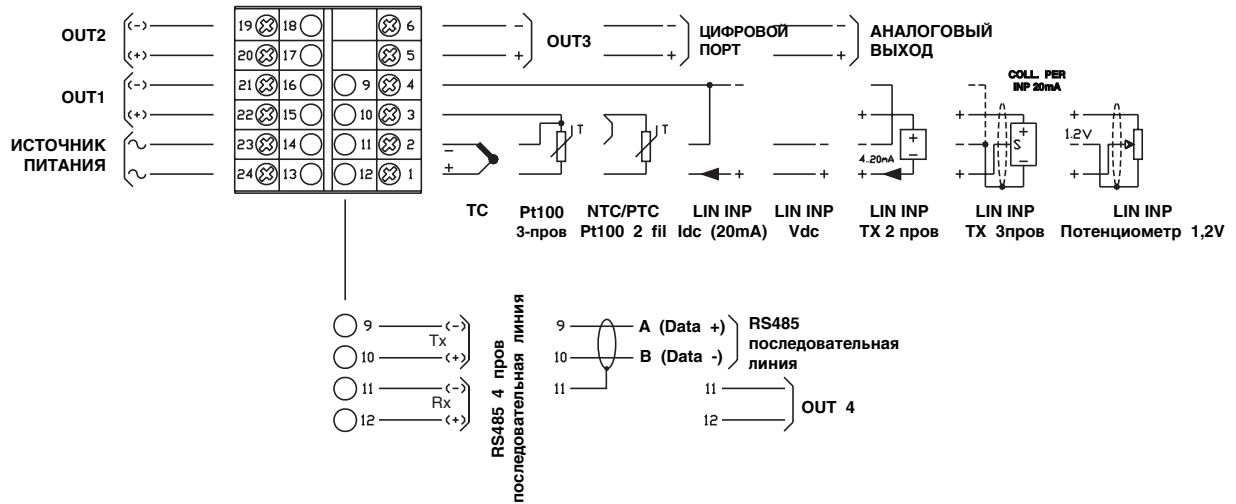 OUT2 (-) 19 18 6 - OUT3 - ЦИФРОВОЙ ПОРТ - АНАЛОГОВЫЙ ВЫХОД
(+) 20 17 5 + + +
OUT1 (-) 21 16 9 4
(+) 22 15 10 3
ИСТОЧНИК ПИТАНИЯ 23 14 11 2
24 13 12 1
COLL. PER
INP 20mA
- T T - - + + - + + S - + - +
4..20mA
1.2V
TC
Pt100
3-пров
NTC/PTC
Pt100 2 fil
LIN INP
Idc (20mA)
LIN INP
Vdc
LIN INP
TX 2 пров
LIN INP
TX 3пров
LIN INP
Потенциометр 1,2V
9 (-)
Tx
10 (+)
11 (-)
Rx
12 (+)
RS485 4 пров
последовательная линия
9 A (Data +)
10 B (Data -)
11
RS485
последовательная
линия
11
12
OUT 4